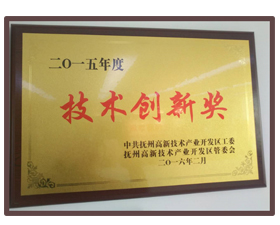 二〇一五年度
技术创新奖
中共抚州高新技术产业开发区工委
抚州高新技术产业开发区管委会
二〇一六年二月